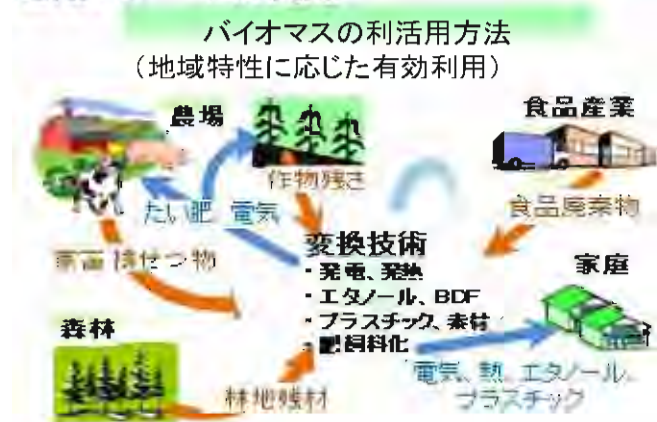 バイオマスの利活用方法
(地域特性に応じた有効利用)
農場
食品産業
作物残さ
たい肥 電気
食品廃棄物
家畜排せつ物
変換技術
・発電、発熱
・エタノール、BDF
・プラスチック、素材
・肥飼料化
家庭
森林
林地残材
電気、熱、エタノール、
プラスチック